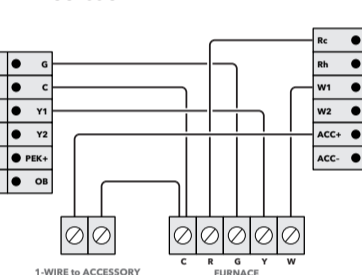 Rc
G
Rh
C
W1
Y1
W2
Y2
ACC+
PEK+
ACC-
OB
C R G Y W
1-WIRE to ACCESSORY
FURNACE